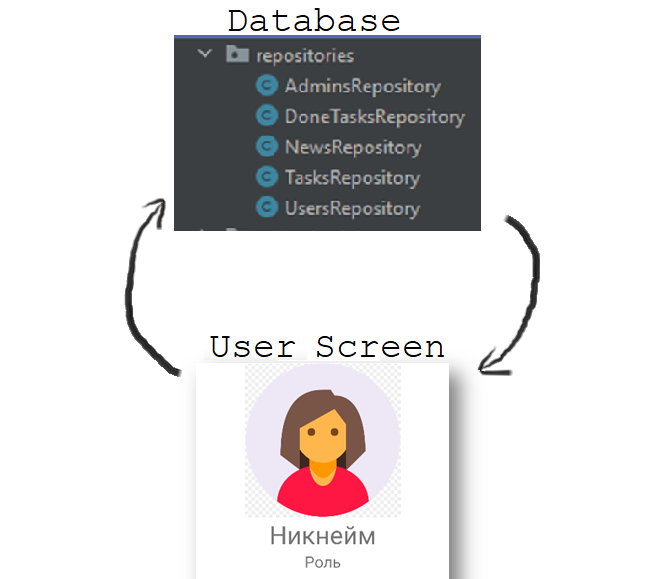 Database
repositories
AdminsRepository
DoneTasksRepository
NewsRepository
TasksRepository
UsersRepository
User Screen
Никнейм
Роль